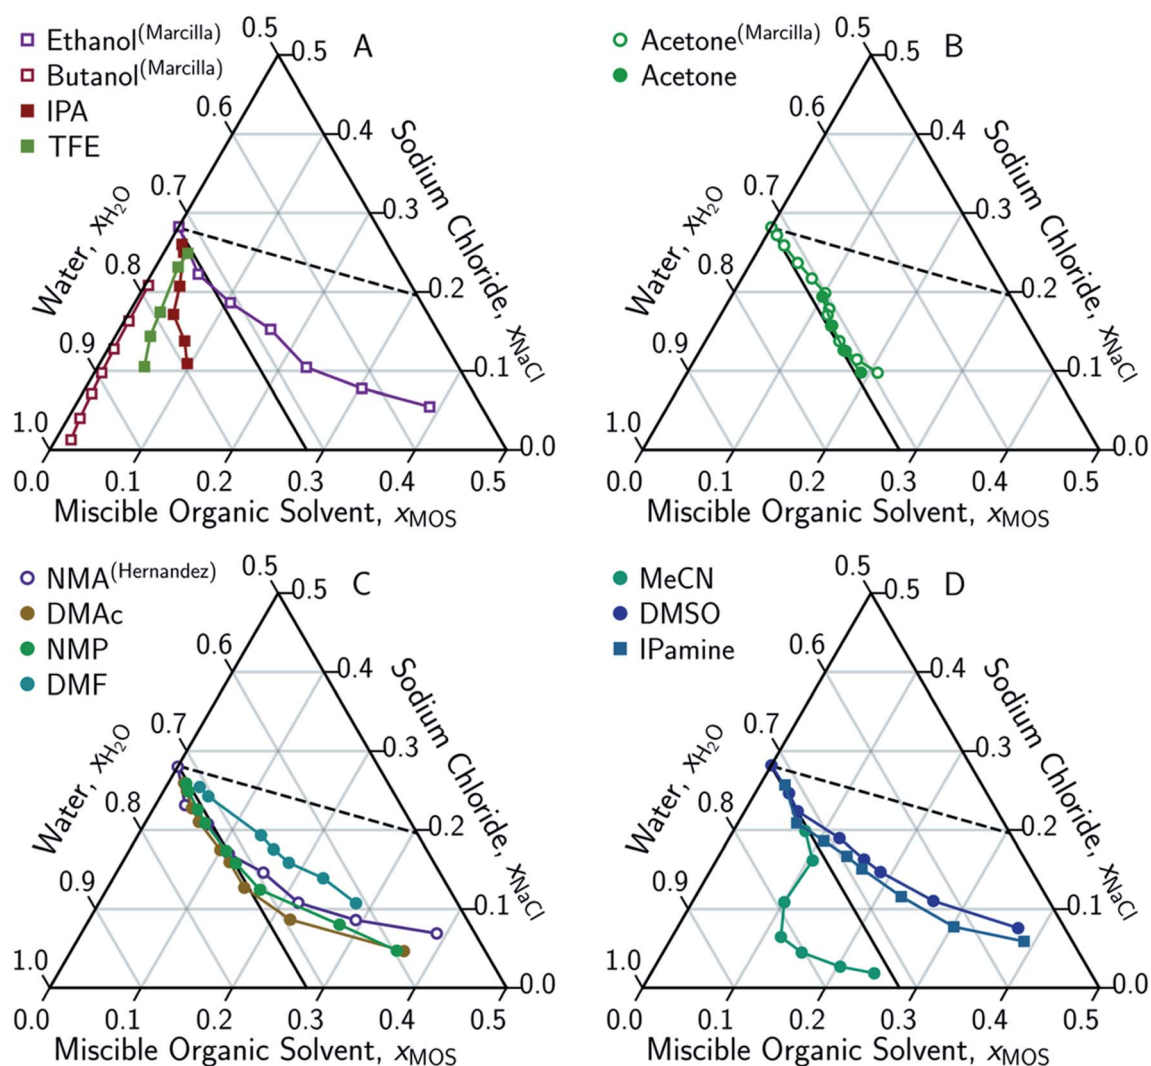 Ethanol(Marcilla)
Butanol(Marcilla)
IPA
TFE
A
0.5
0.5
0.6
0.4
0.7
0.3
0.8
0.2
0.9
0.1
1.0
0.0
Water, xH2O
Sodium Chloride, xNaCl
0.0 0.1 0.2 0.3 0.4 0.5
Miscible Organic Solvent, xMOS
Acetone(Marcilla)
Acetone
B
0.5
0.5
0.6
0.4
0.7
0.3
0.8
0.2
0.9
0.1
1.0
0.0
Water, xH2O
Sodium Chloride, xNaCl
0.0 0.1 0.2 0.3 0.4 0.5
Miscible Organic Solvent, xMOS
NMA(Hernandez)
DMAc
NMP
DMF
C
0.5
0.5
0.6
0.4
0.7
0.3
0.8
0.2
0.9
0.1
1.0
0.0
Water, xH2O
Sodium Chloride, xNaCl
0.0 0.1 0.2 0.3 0.4 0.5
Miscible Organic Solvent, xMOS
MeCN
DMSO
IPamine
D
0.5
0.5
0.6
0.4
0.7
0.3
0.8
0.2
0.9
0.1
1.0
0.0
Water, xH2O
Sodium Chloride, xNaCl
0.0 0.1 0.2 0.3 0.4 0.5
Miscible Organic Solvent, xMOS